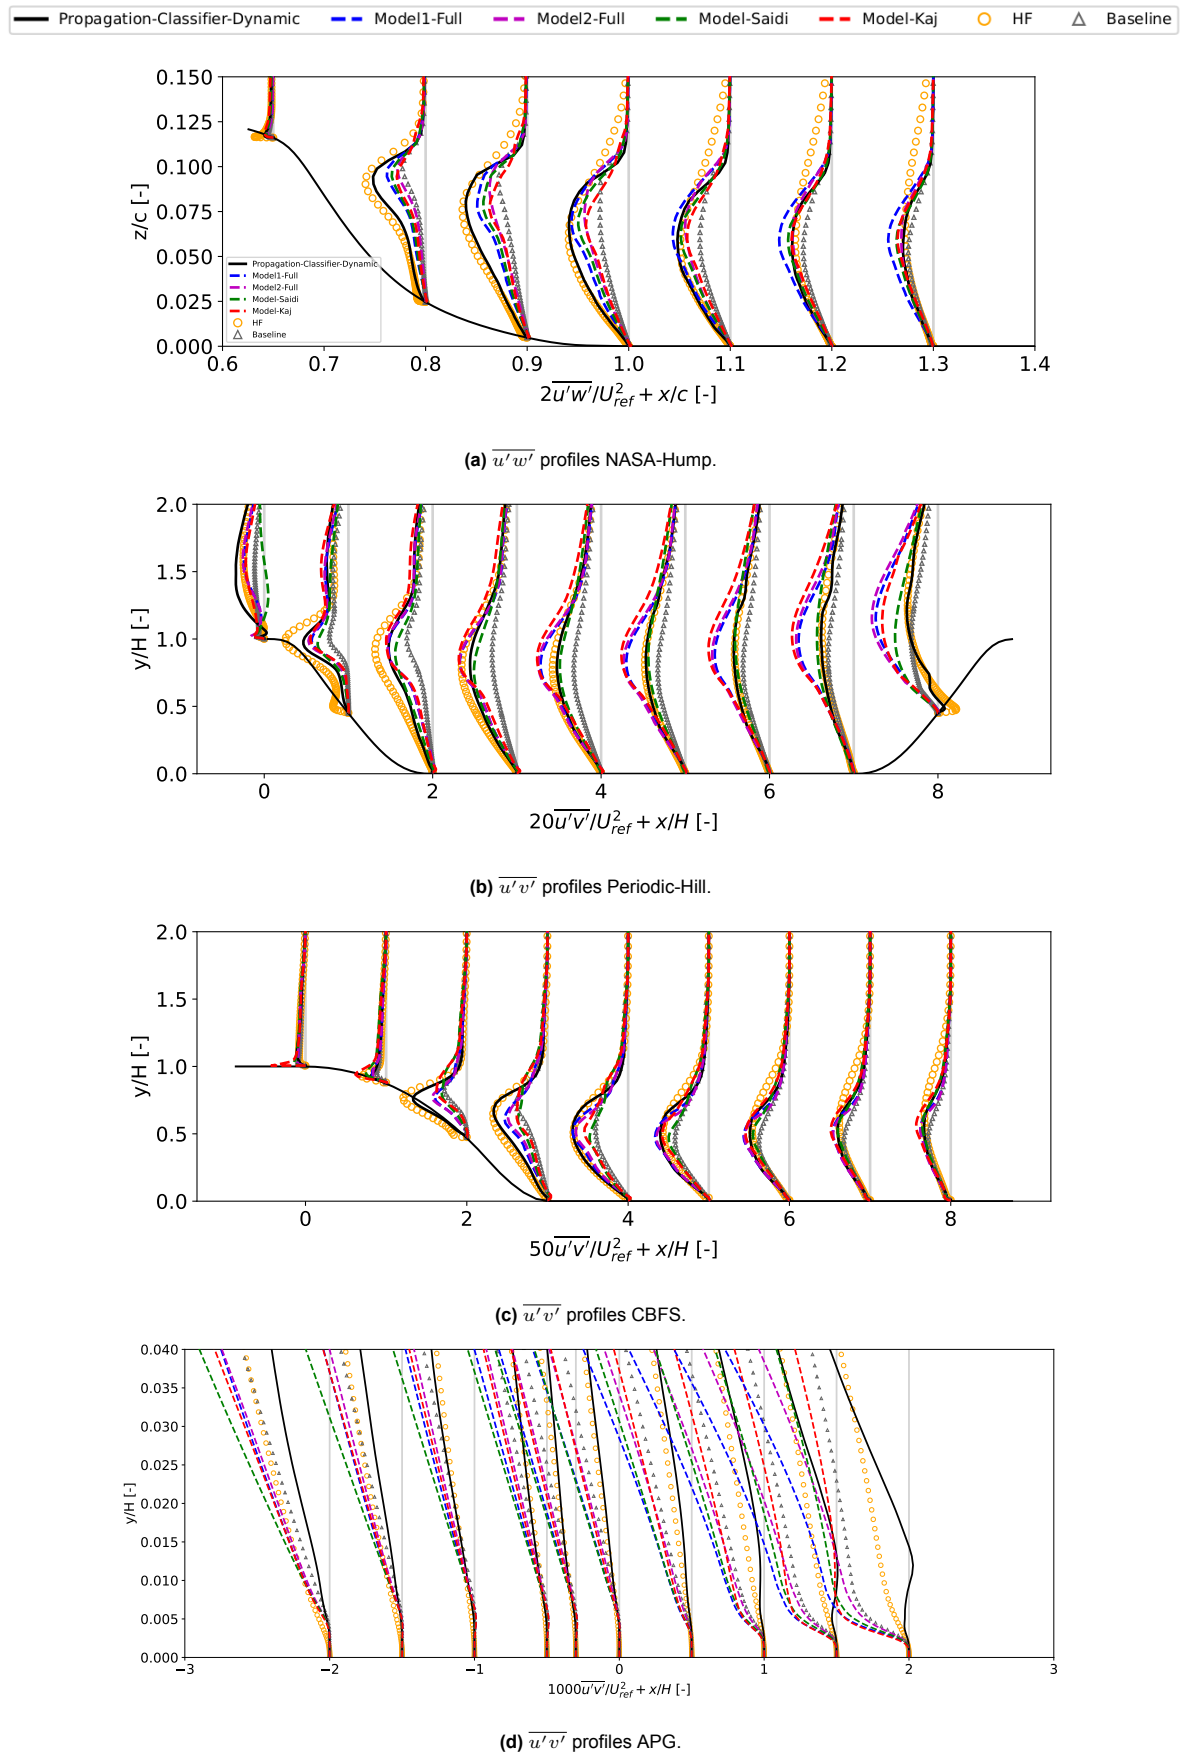 Propagation-Classifier-Dynamic Model1-Full Model2-Full Model-Saidi Model-Kaj HF Baseline
0.150
0.125
0.100
0.075
0.050
0.025
0.000
z/c [-]
Propagation-Classifier-Dynamic
Model1-Full
Model2-Full
Model-Saidi
Model-Kaj
HF
Baseline
0.6 0.7 0.8 0.9 1.0 1.1 1.2 1.3 1.4
2u'w'/U²ref + x/c [-]
(a) u'w' profiles NASA-Hump.
2.0
1.5
1.0
0.5
0.0
y/H [-]
0 2 4 6 8
20u'v'/U²ref + x/H [-]
(b) u'v' profiles Periodic-Hill.
2.0
1.5
1.0
0.5
0.0
y/H [-]
0 2 4 6 8
50u'v'/U²ref + x/H [-]
(c) u'v' profiles CBFS.
0.040
0.035
0.030
0.025
0.020
0.015
0.010
0.005
0.000
y/H [-]
−3 −2 −1 0 1 2 3
1000u'v'/U²ref + x/H [-]
(d) u'v' profiles APG.